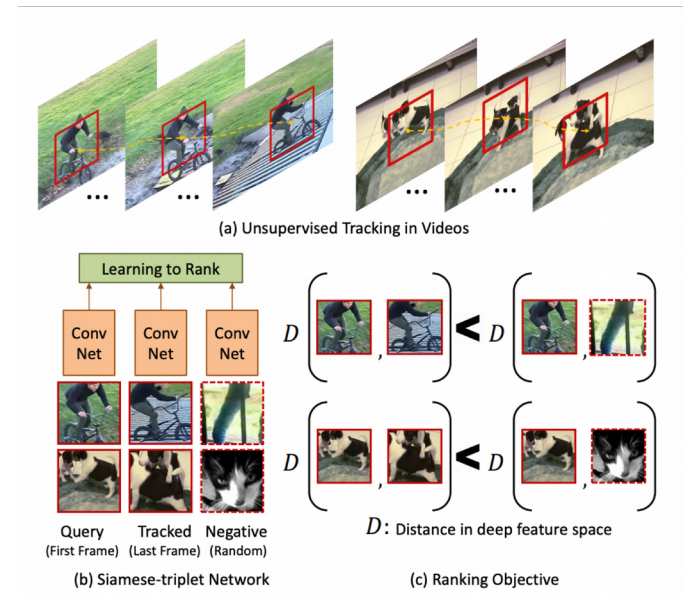 ... ...
... ...
(a) Unsupervised Tracking in Videos
Learning to Rank
Conv Net
Conv Net
Conv Net
Query
(First Frame)
Tracked
(Last Frame)
Negative
(Random)
(b) Siamese-triplet Network
D ( , ) < D ( , )
D ( , ) < D ( , )
D: Distance in deep feature space
(c) Ranking Objective